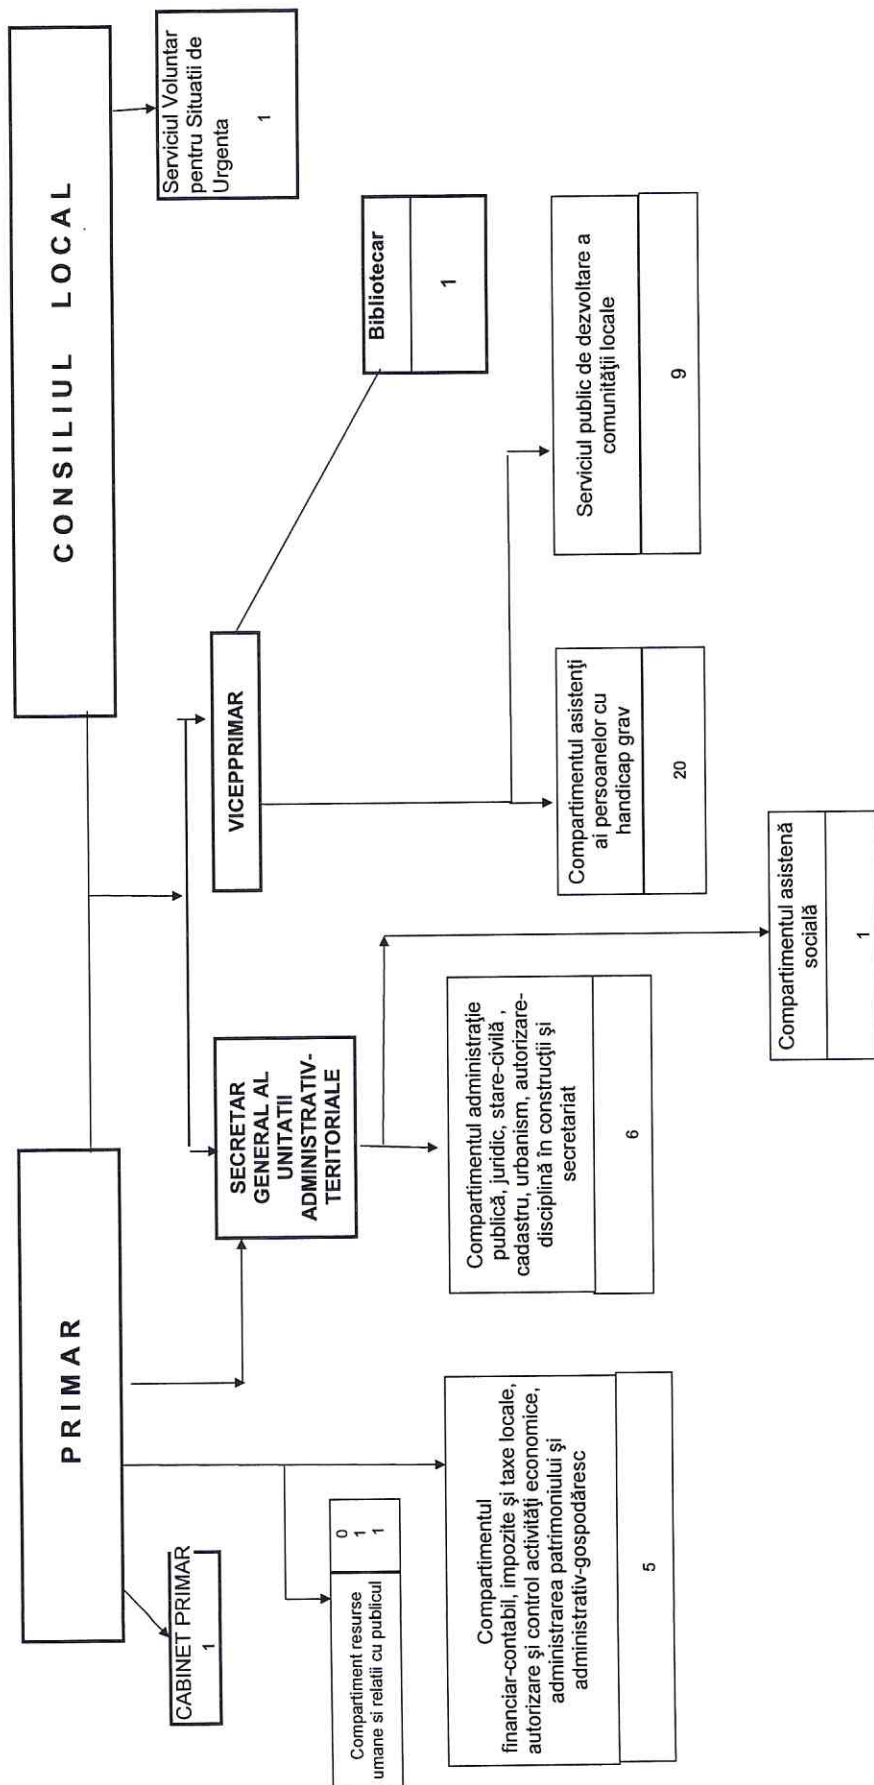 PRIMAR
CONSILIUL LOCAL
CABINET PRIMAR
1
Serviciul Voluntar
pentru Situatii de
Urgenta
1
SECRETAR
GENERAL AL
UNITATII
ADMINISTRATIV-
TERITORIALE
VICEPPRIMAR
Compartiment resurse
umane si relatii cu publicul
0
1
1
Bibliotecar
1
Compartimentul
financiar-contabil, impozite şi taxe locale,
autorizare şi control activităţi economice,
administrarea patrimoniului şi
administrativ-gospodăresc
5
Compartimentul administraţie
publică, juridic, stare-civilă ,
cadastru, urbanism, autorizare-
disciplină în construcţii şi
secretariat
6
Compartimentul asistenţi
ai persoanelor cu
handicap grav
20
Serviciul public de dezvoltare a
comunităţii locale
9
Compartimentul asistenă
socială
1